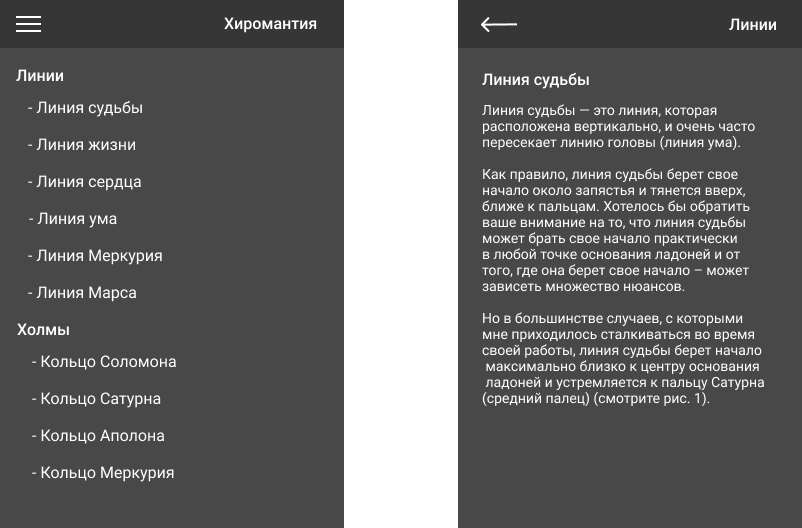 Хиромантия
Линии
- Линия судьбы
- Линия жизни
- Линия сердца
- Линия ума
- Линия Меркурия
- Линия Марса
Холмы
- Кольцо Соломона
- Кольцо Сатурна
- Кольцо Аполона
- Кольцо Меркурия
Линии
Линия судьбы
Линия судьбы — это линия, которая
расположена вертикально, и очень часто
пересекает линию головы (линия ума).
Как правило, линия судьбы берет свое
начало около запястья и тянется вверх,
ближе к пальцам. Хотелось бы обратить
ваше внимание на то, что линия судьбы
может брать свое начало практически
в любой точке основания ладоней и от
того, где она берет свое начало – может
зависеть множество нюансов.
Но в большинстве случаев, с которыми
мне приходилось сталкиваться во время
своей работы, линия судьбы берет начало
максимально близко к центру основания
ладоней и устремляется к пальцу Сатурна
(средний палец) (смотрите рис. 1).